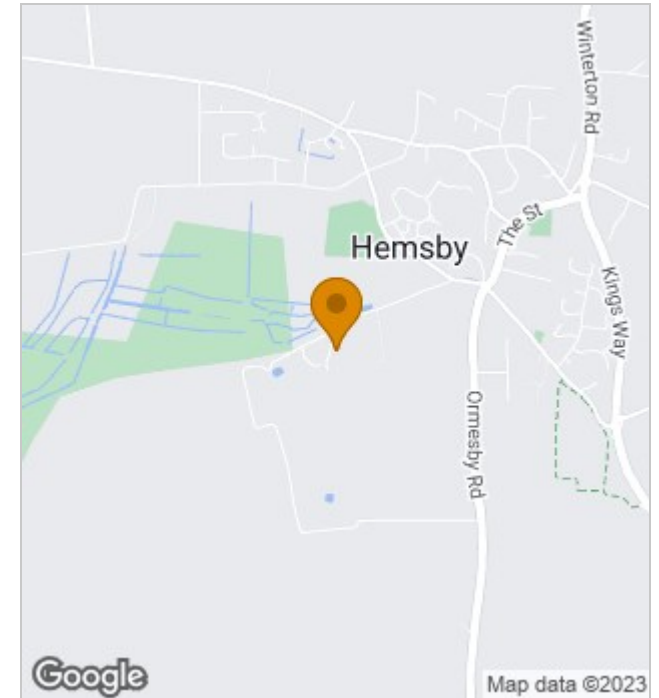 Winterton Rd
The St
Hemsby
Kings Way
Ormesby Rd
Google
Map data ©2023